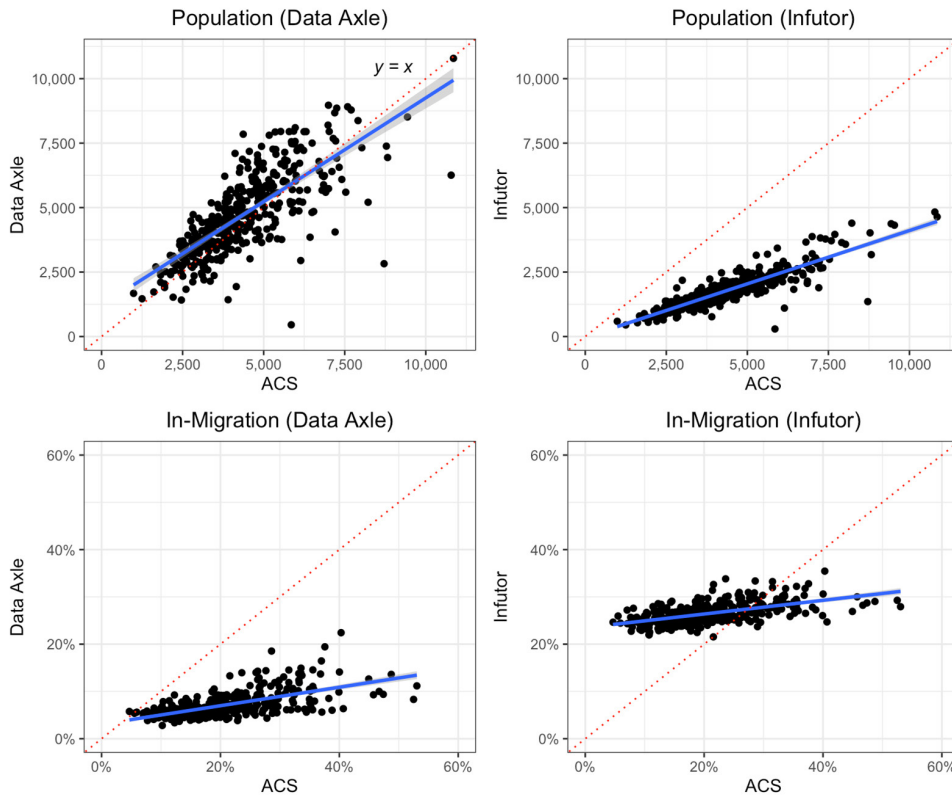 Population (Data Axle)
Data Axle
10,000
7,500
5,000
2,500
0
y = x
0 2,500 5,000 7,500 10,000
ACS
Population (Infutor)
Infutor
10,000
7,500
5,000
2,500
0
0 2,500 5,000 7,500 10,000
ACS
In-Migration (Data Axle)
Data Axle
60%
40%
20%
0%
0% 20% 40% 60%
ACS
In-Migration (Infutor)
Infutor
60%
40%
20%
0%
0% 20% 40% 60%
ACS